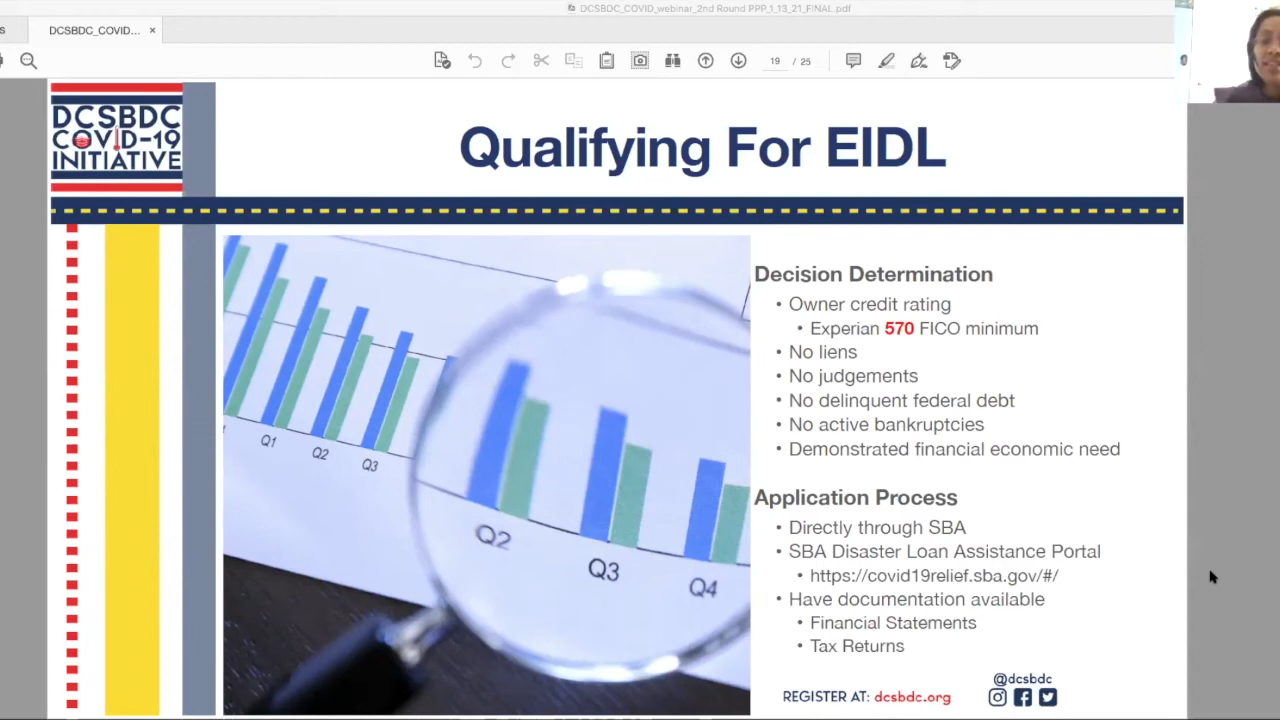 DCSBDC_COVID_webinar_2nd Round PPP_1_13_21_FINAL.pdf
s
DCSBDC_COVID... ×
19 / 25
DCSBDC
COVID-19
INITIATIVE
Qualifying For EIDL
Q1
Q2
Q3
Q2
Q3
Q4
Decision Determination
• Owner credit rating
• Experian 570 FICO minimum
• No liens
• No judgements
• No delinquent federal debt
• No active bankruptcies
• Demonstrated financial economic need
Application Process
• Directly through SBA
• SBA Disaster Loan Assistance Portal
• https://covid19relief.sba.gov/#/
• Have documentation available
• Financial Statements
• Tax Returns
@dcsbdc
REGISTER AT: dcsbdc.org